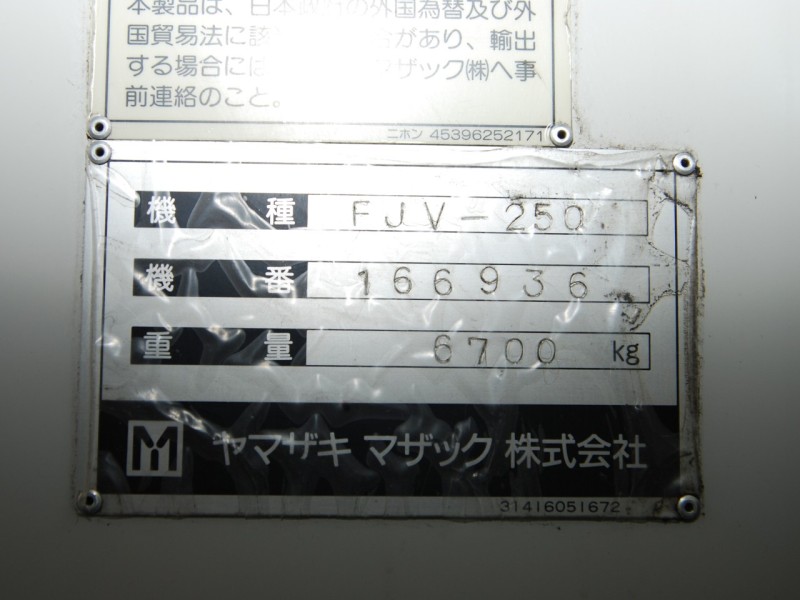 本製品は、日本の外国為替及び外
国貿易法に該があり、輸出
する場合にはマザック㈱へ事
前連絡のこと。
ニホン 45396252171
機 種 FJV-250
機 番 166936
重 量 6700 kg
M ヤマザキ マザック 株式会社
31416051672